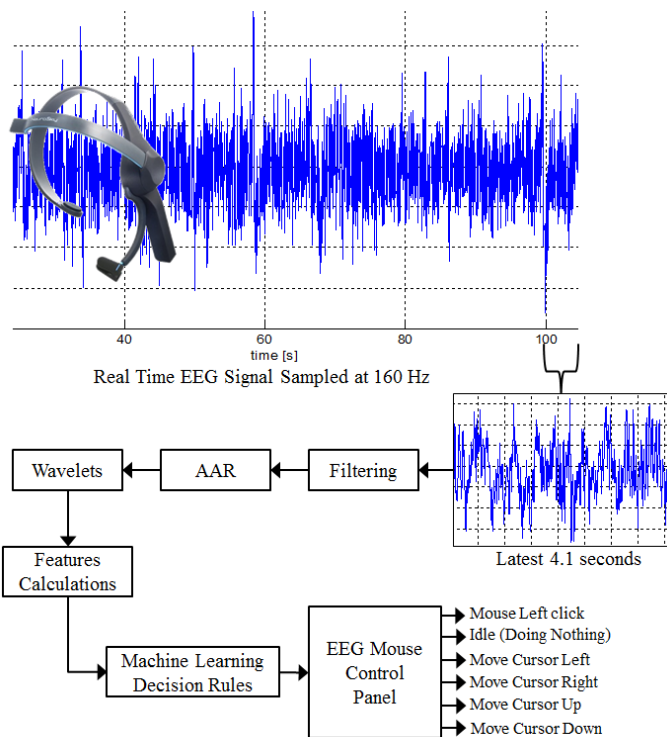 40
60
80
100
time [s]
Real Time EEG Signal Sampled at 160 Hz
Latest 4.1 seconds
Filtering
AAR
Wavelets
Features
Calculations
Machine Learning
Decision Rules
EEG Mouse
Control
Panel
Mouse Left click
Idle (Doing Nothing)
Move Cursor Left
Move Cursor Right
Move Cursor Up
Move Cursor Down